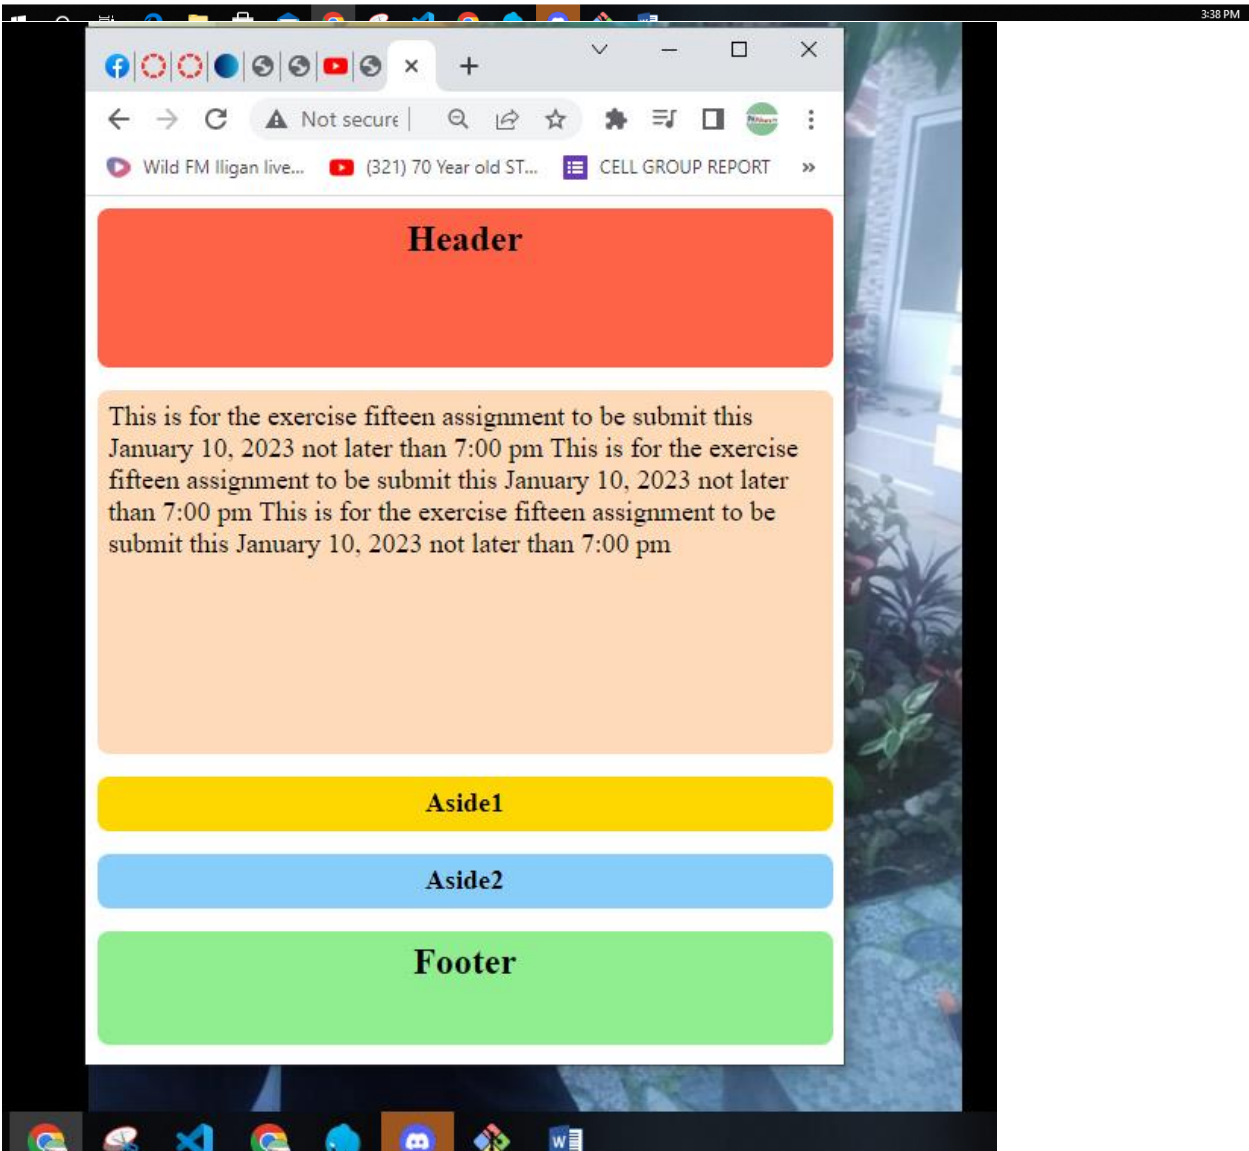 3:38 PM
Not secure
Wild FM Iligan live...
(321) 70 Year old ST...
CELL GROUP REPORT
Header
This is for the exercise fifteen assignment to be submit this
January 10, 2023 not later than 7:00 pm This is for the exercise
fifteen assignment to be submit this January 10, 2023 not later
than 7:00 pm This is for the exercise fifteen assignment to be
submit this January 10, 2023 not later than 7:00 pm
Aside1
Aside2
Footer